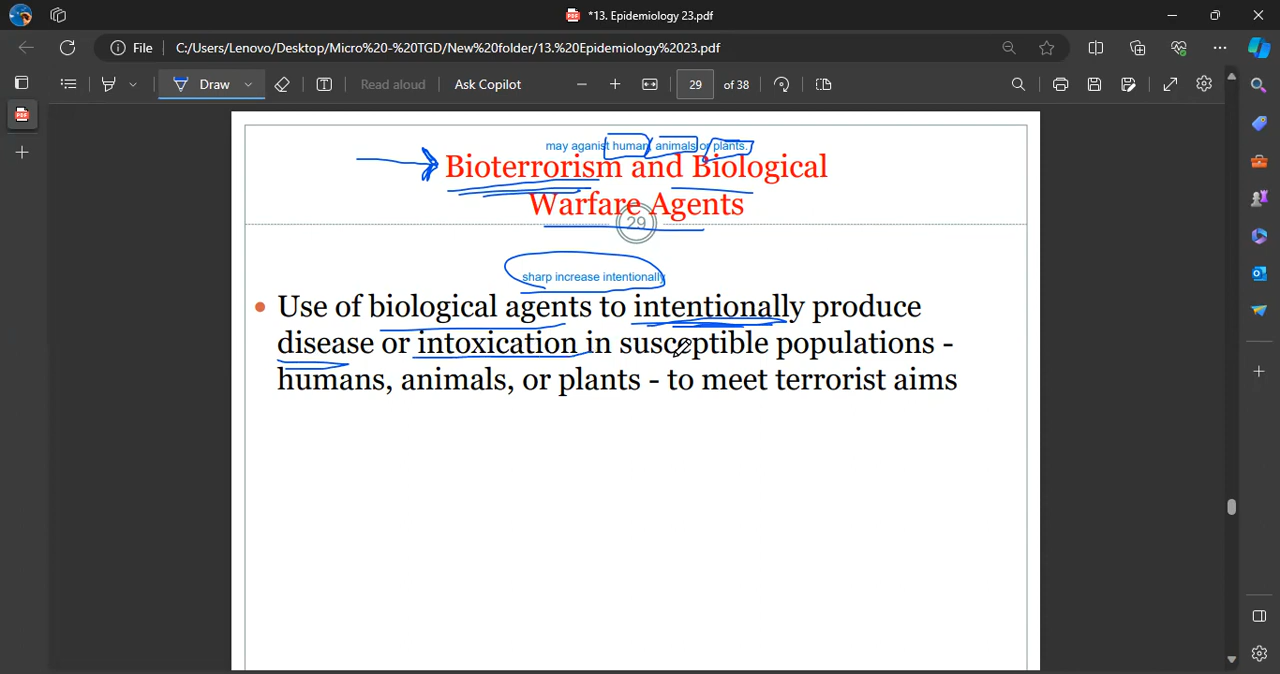 *13. Epidemiology 23.pdf
File
C:/Users/Lenovo/Desktop/Micro%20-%20TGD/New%20folder/13.%20Epidemiology%2023.pdf
Draw
Read aloud
Ask Copilot
29
of 38
may aganist human, animals or plants.
Bioterrorism and Biological
Warfare Agents
29
sharp increase intentionally
Use of biological agents to intentionally produce
disease or intoxication in susceptible populations -
humans, animals, or plants - to meet terrorist aims